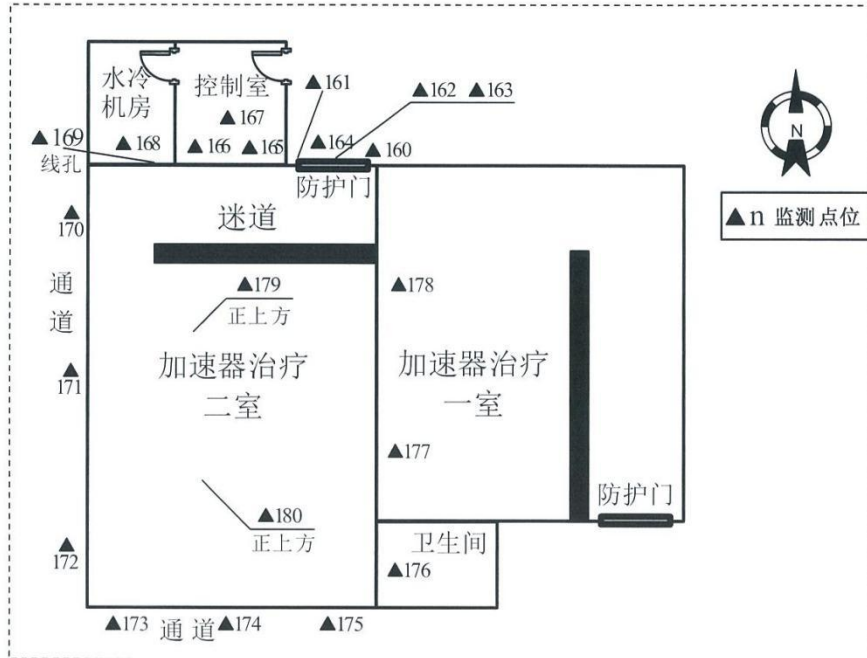 水冷
机房
控制室
▲161
▲162 ▲163
▲167
▲169
线孔
▲168
▲166
▲165
▲164
▲160
防护门
N
▲n 监测点位
迷道
▲170
▲179
正上方
▲178
通
道
加速器治疗
二室
加速器治疗
一室
▲171
▲177
▲180
正上方
防护门
卫生间
▲172
▲176
▲173
通道
▲174
▲175